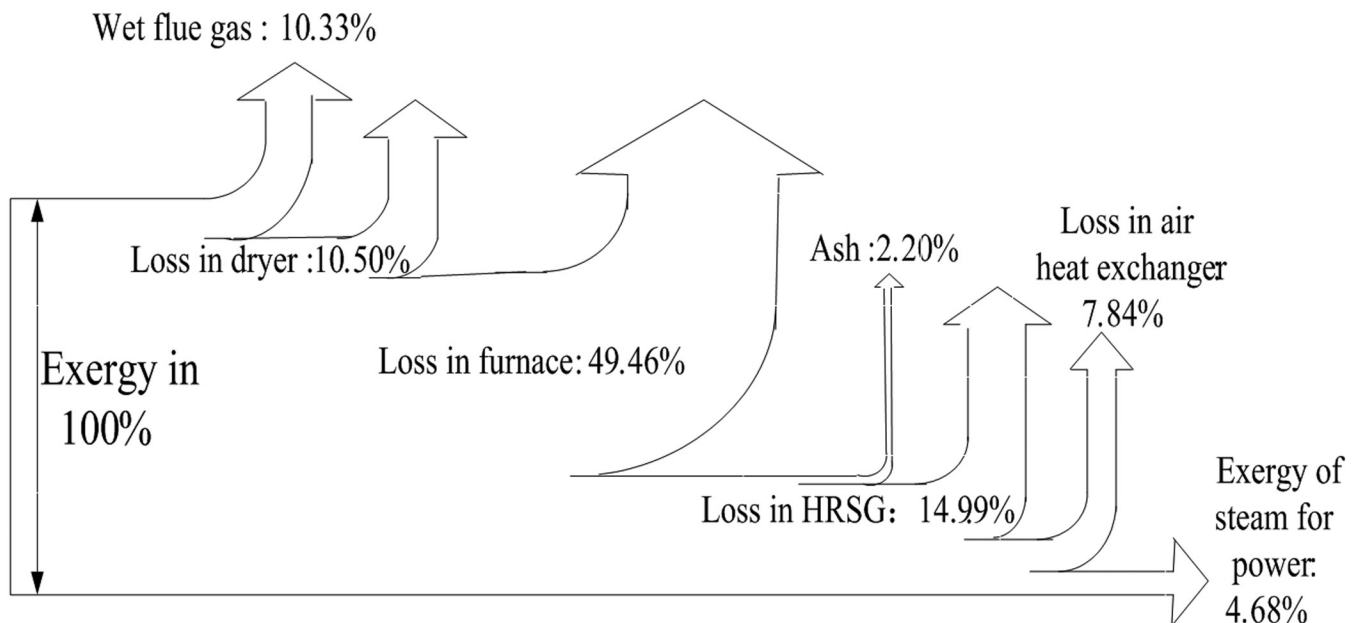 Wet flue gas : 10.33%
Loss in dryer :10.50%
Ash :2.20%
Loss in air
heat exchanger
7.84%
Exergy in
100%
Loss in furnace: 49.46%
Loss in HRSG： 14.99%
Exergy of
steam for
power:
4.68%